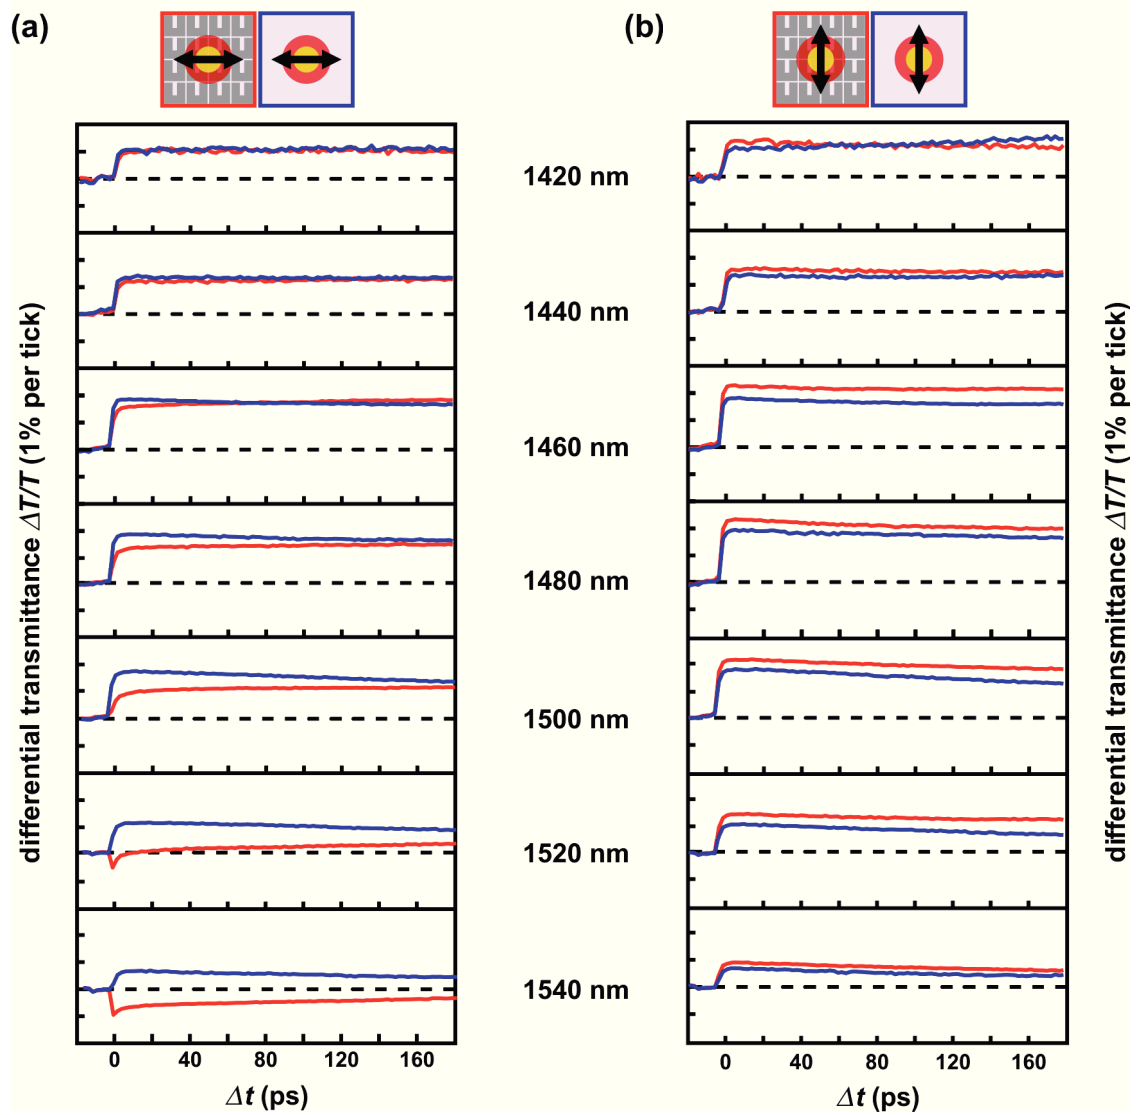 (a)
(b)
1420 nm
1440 nm
1460 nm
1480 nm
1500 nm
1520 nm
1540 nm
differential transmittance ΔT/T (1% per tick)
differential transmittance ΔT/T (1% per tick)
0 40 80 120 160
0 40 80 120 160
Δt (ps)
Δt (ps)